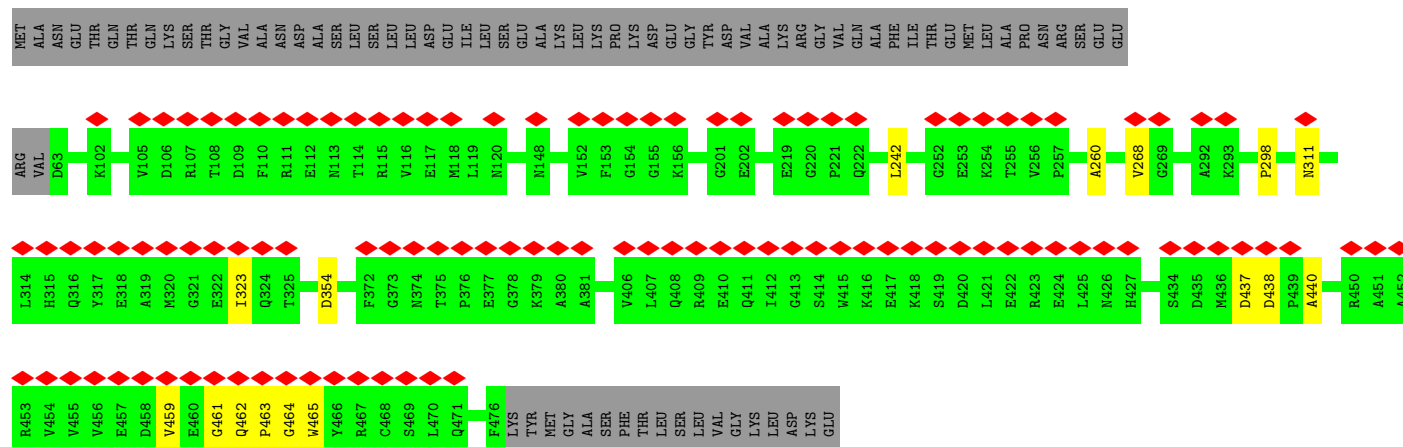 MET ALA ASN GLU THR GLN THR GLN LYS SER THR GLY VAL ALA ASN ASP ALA SER LEU SER LEU LEU ASP GLU ILE LEU SER GLU ALA LYS LEU LYS PRO LYS ASP GLU GLY TYR ASP VAL ALA LYS ARG GLY VAL GLN ALA PHE ILE THR GLU MET LEU ALA PRO ASN ARG SER GLU GLU
ARG VAL D63 K102 V105 D106 R107 T108 D109 F110 R111 E112 N113 T114 R115 V116 E117 M118 L119 N120 N148 V152 F153 G154 G155 K156 G201 E202 E219 G220 P221 Q222 L242 G252 E253 K254 T255 V256 P257 A260 V268 G269 A292 K293 P298 N311
L314 H315 Q316 Y317 E318 A319 M320 G321 E322 I323 Q324 T325 D354 F372 G373 N374 T375 P376 E377 G378 K379 A380 A381 V406 L407 Q408 R409 E410 Q411 I412 G413 S414 W415 K416 E417 K418 S419 D420 L421 E422 R423 E424 L425 N426 H427 S434 D435 M436 D437 D438 P439 A440 R450 A451 A452
R453 V454 V455 V456 E457 D458 V459 E460 G461 Q462 P463 G464 W465 Y466 R467 C468 S469 L470 Q471 F476 LYS TYR MET GLY ALA SER PHE THR LEU SER LEU VAL GLY LYS LEU ASP LYS GLU